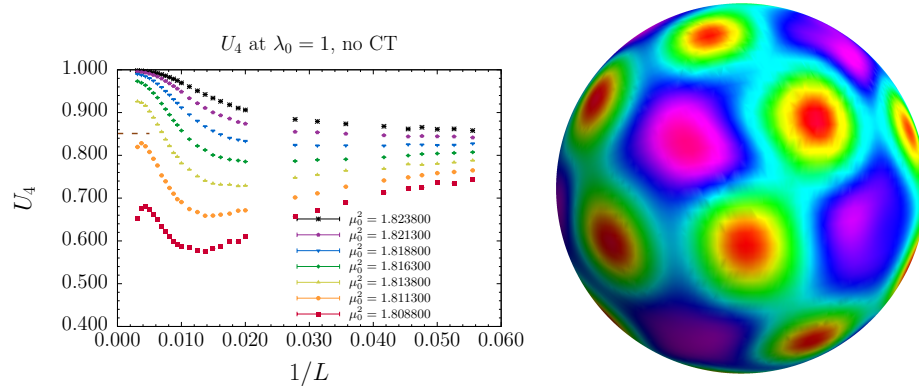 U₄ at λ₀ = 1, no CT
1.000
0.900
0.800
0.700
0.600
0.500
0.400
U₄
μ₀² = 1.823800
μ₀² = 1.821300
μ₀² = 1.818800
μ₀² = 1.816300
μ₀² = 1.813800
μ₀² = 1.811300
μ₀² = 1.808800
0.000 0.010 0.020 0.030 0.040 0.050 0.060
1/L